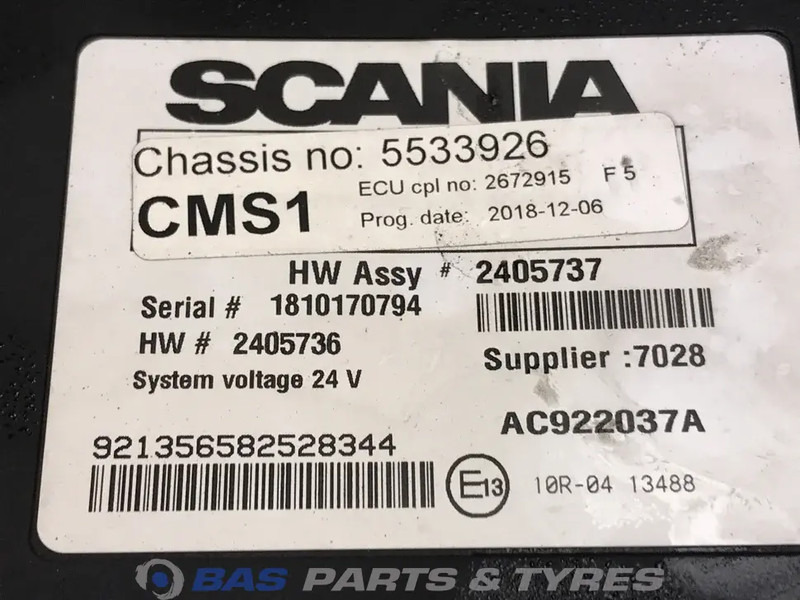 SCANIA
Chassis no: 5533926
ECU cpl no: 2672915 F 5
CMS1
Prog. date: 2018-12-06
HW Assy # 2405737
Serial # 1810170794
HW # 2405736
Supplier :7028
System voltage 24 V
AC922037A
921356582528344
E13 10R-04 13488
BAS PARTS & TYRES